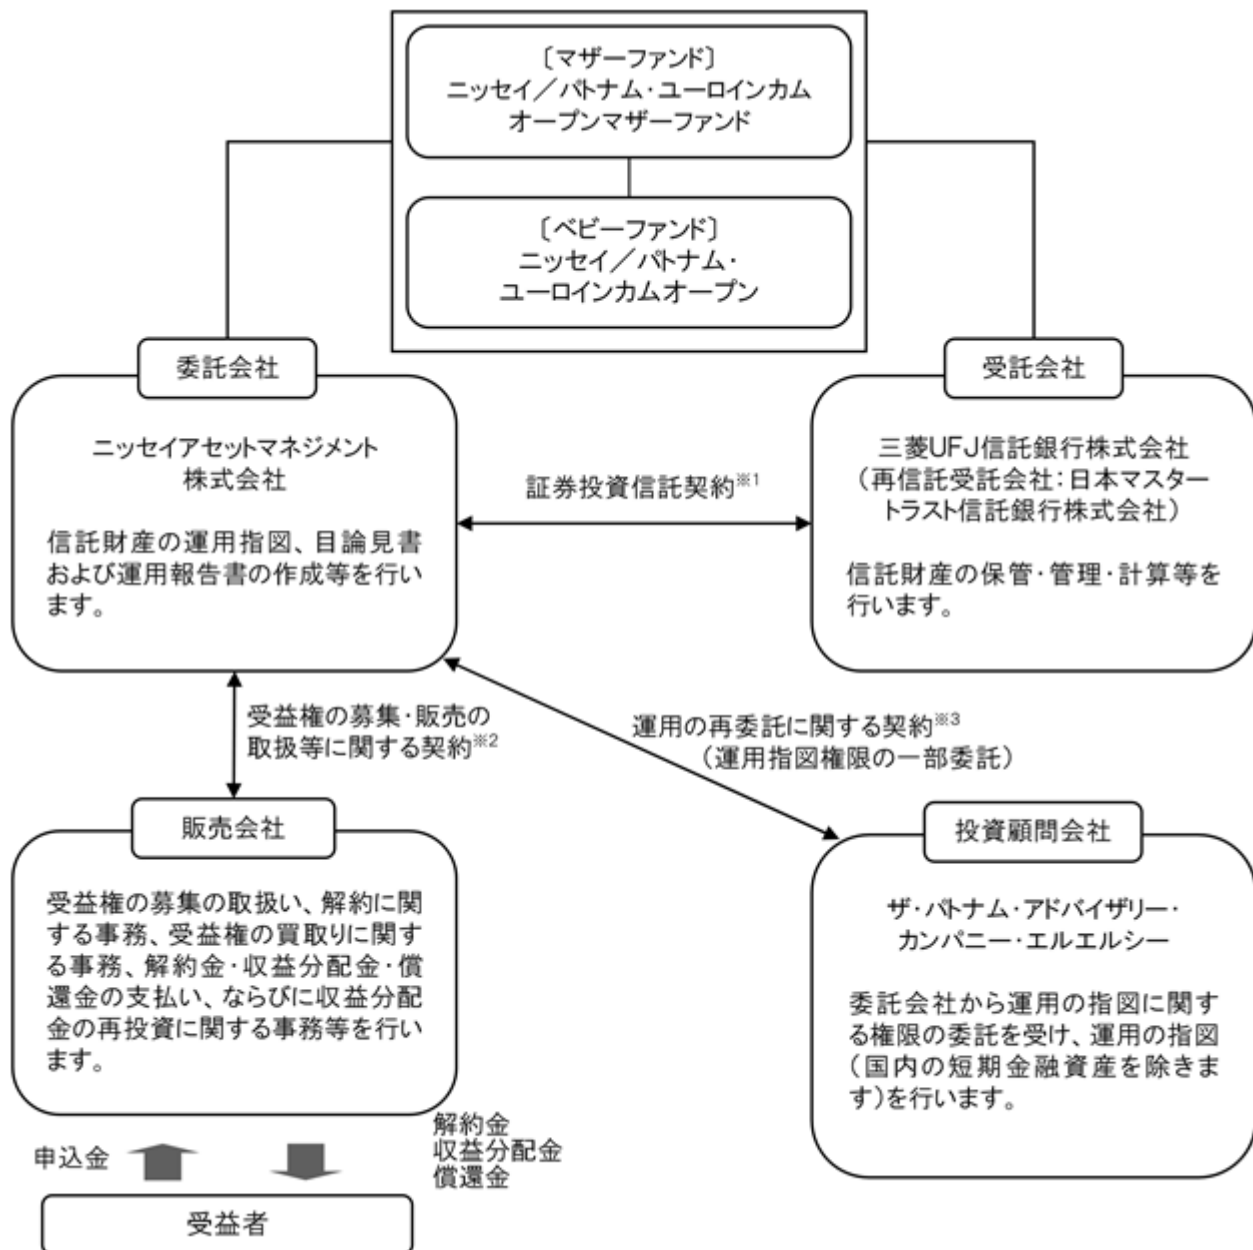 〔マザーファンド〕
ニッセイ／パトナム・ユーロインカム
オープンマザーファンド
〔ベビーファンド〕
ニッセイ／パトナム・
ユーロインカムオープン
委託会社
ニッセイアセットマネジメント
株式会社
信託財産の運用指図、目論見書
および運用報告書の作成等を行い
ます。
証券投資信託契約※1
受託会社
三菱UFJ信託銀行株式会社
（再信託受託会社：日本マスター
トラスト信託銀行株式会社）
信託財産の保管・管理・計算等を
行います。
受益権の募集・販売の
取扱等に関する契約※2
運用の再委託に関する契約※3
（運用指図権限の一部委託）
販売会社
受益権の募集の取扱い、解約に関
する事務、受益権の買取りに関す
る事務、解約金・収益分配金・償
還金の支払い、ならびに収益分配
金の再投資に関する事務等を行い
ます。
投資顧問会社
ザ・パトナム・アドバイザリー・
カンパニー・エルエルシー
委託会社から運用の指図に関す
る権限の委託を受け、運用の指図
（国内の短期金融資産を除きま
す）を行います。
申込金
解約金
収益分配金
償還金
受益者